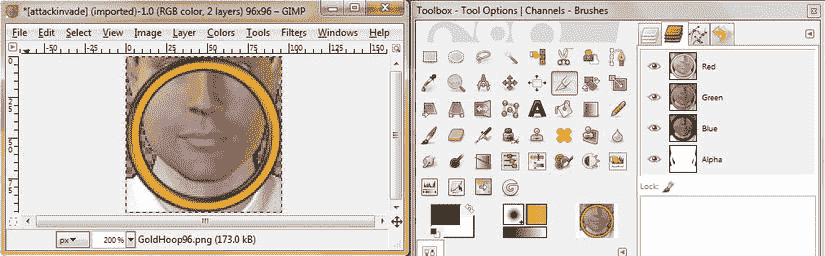 *[attackinvade] (imported)-1.0 (RGB color, 2 layers) 96x96 – GIMP
File Edit Select View Image Layer Colors Tools Filters Windows Help
0 50 100 150
0
25
50
75
px 200% GoldHoop96.png (173.0 kB)
Toolbox - Tool Options | Channels - Brushes
Red
Green
Blue
Alpha
Lock: